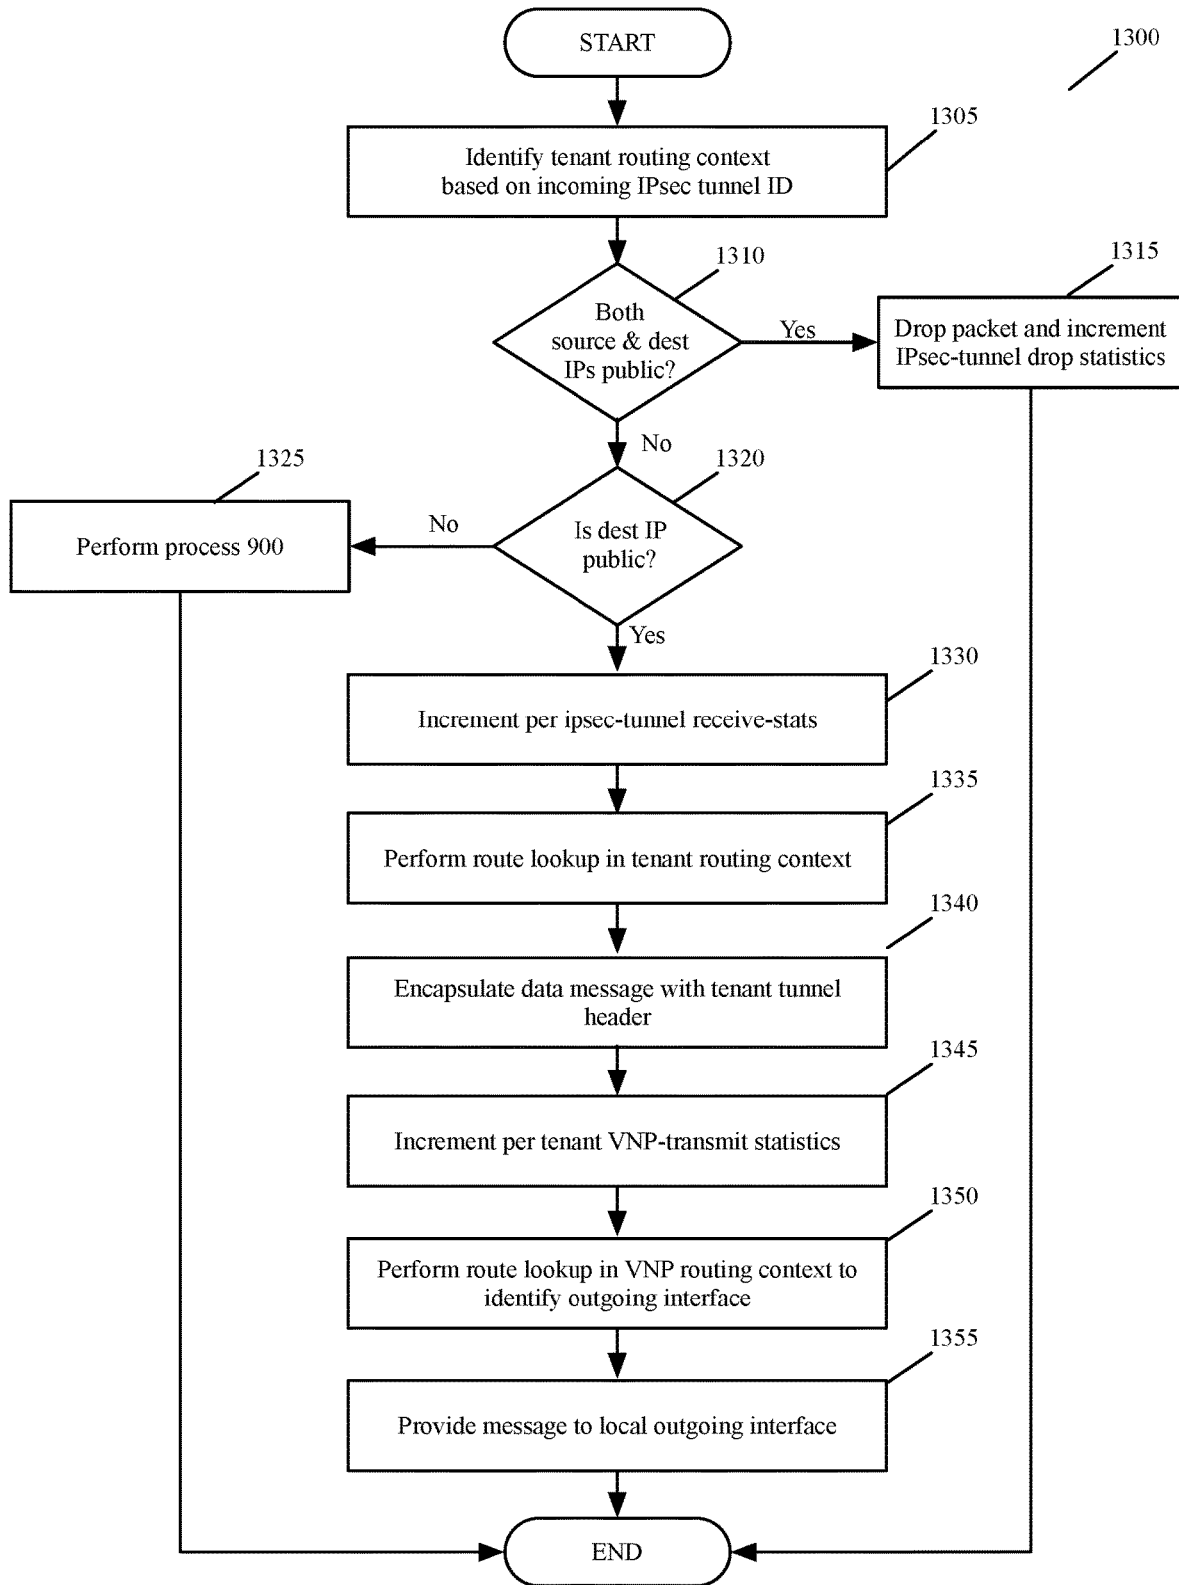 START
1300
1305
Identify tenant routing context
based on incoming IPsec tunnel ID
1310
1315
Both
source & dest
IPs public?
Yes
Drop packet and increment
IPsec-tunnel drop statistics
No
1325
1320
Perform process 900
No
Is dest IP
public?
Yes
1330
Increment per ipsec-tunnel receive-stats
1335
Perform route lookup in tenant routing context
1340
Encapsulate data message with tenant tunnel
header
1345
Increment per tenant VNP-transmit statistics
1350
Perform route lookup in VNP routing context to
identify outgoing interface
1355
Provide message to local outgoing interface
END